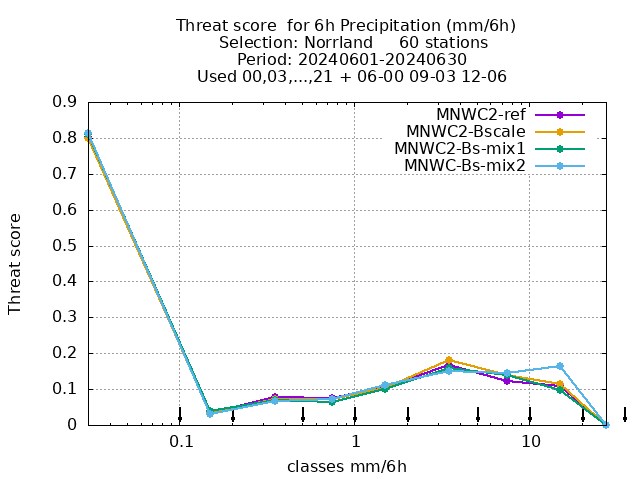 Threat score  for 6h Precipitation (mm/6h)
Selection: Norrland     60 stations
Period: 20240601-20240630
Used 00,03,...,21 + 06-00 09-03 12-06
MNWC2-ref
MNWC2-Bscale
MNWC2-Bs-mix1
MNWC-Bs-mix2
Threat score
0.9
0.8
0.7
0.6
0.5
0.4
0.3
0.2
0.1
0
0.1 1 10
classes mm/6h